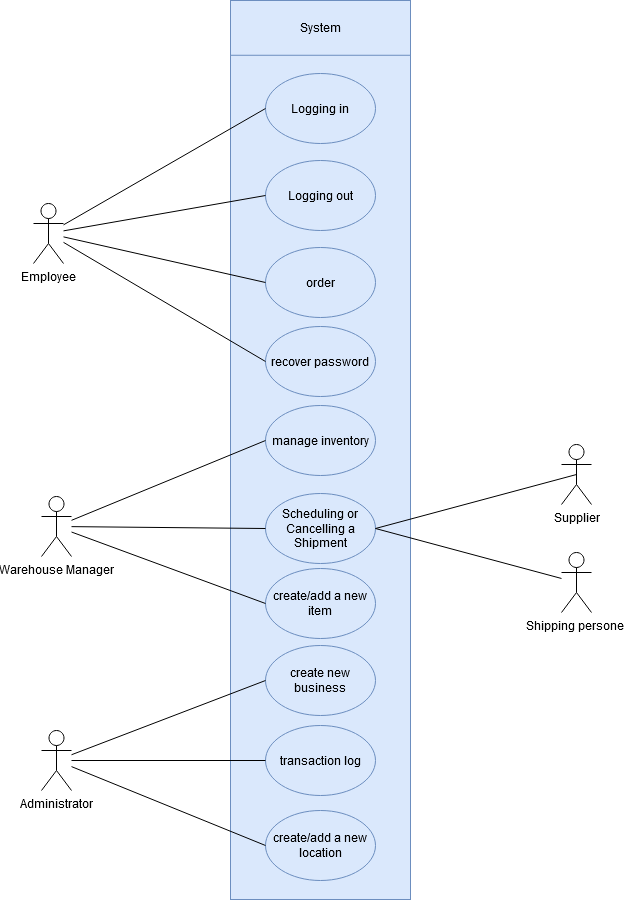 System
Logging in
Logging out
Employee
order
recover password
manage inventory
Scheduling or
Cancelling a
Shipment
Supplier
Warehouse Manager
create/add a new
item
Shipping persone
create new
business
transaction log
Administrator
create/add a new
location